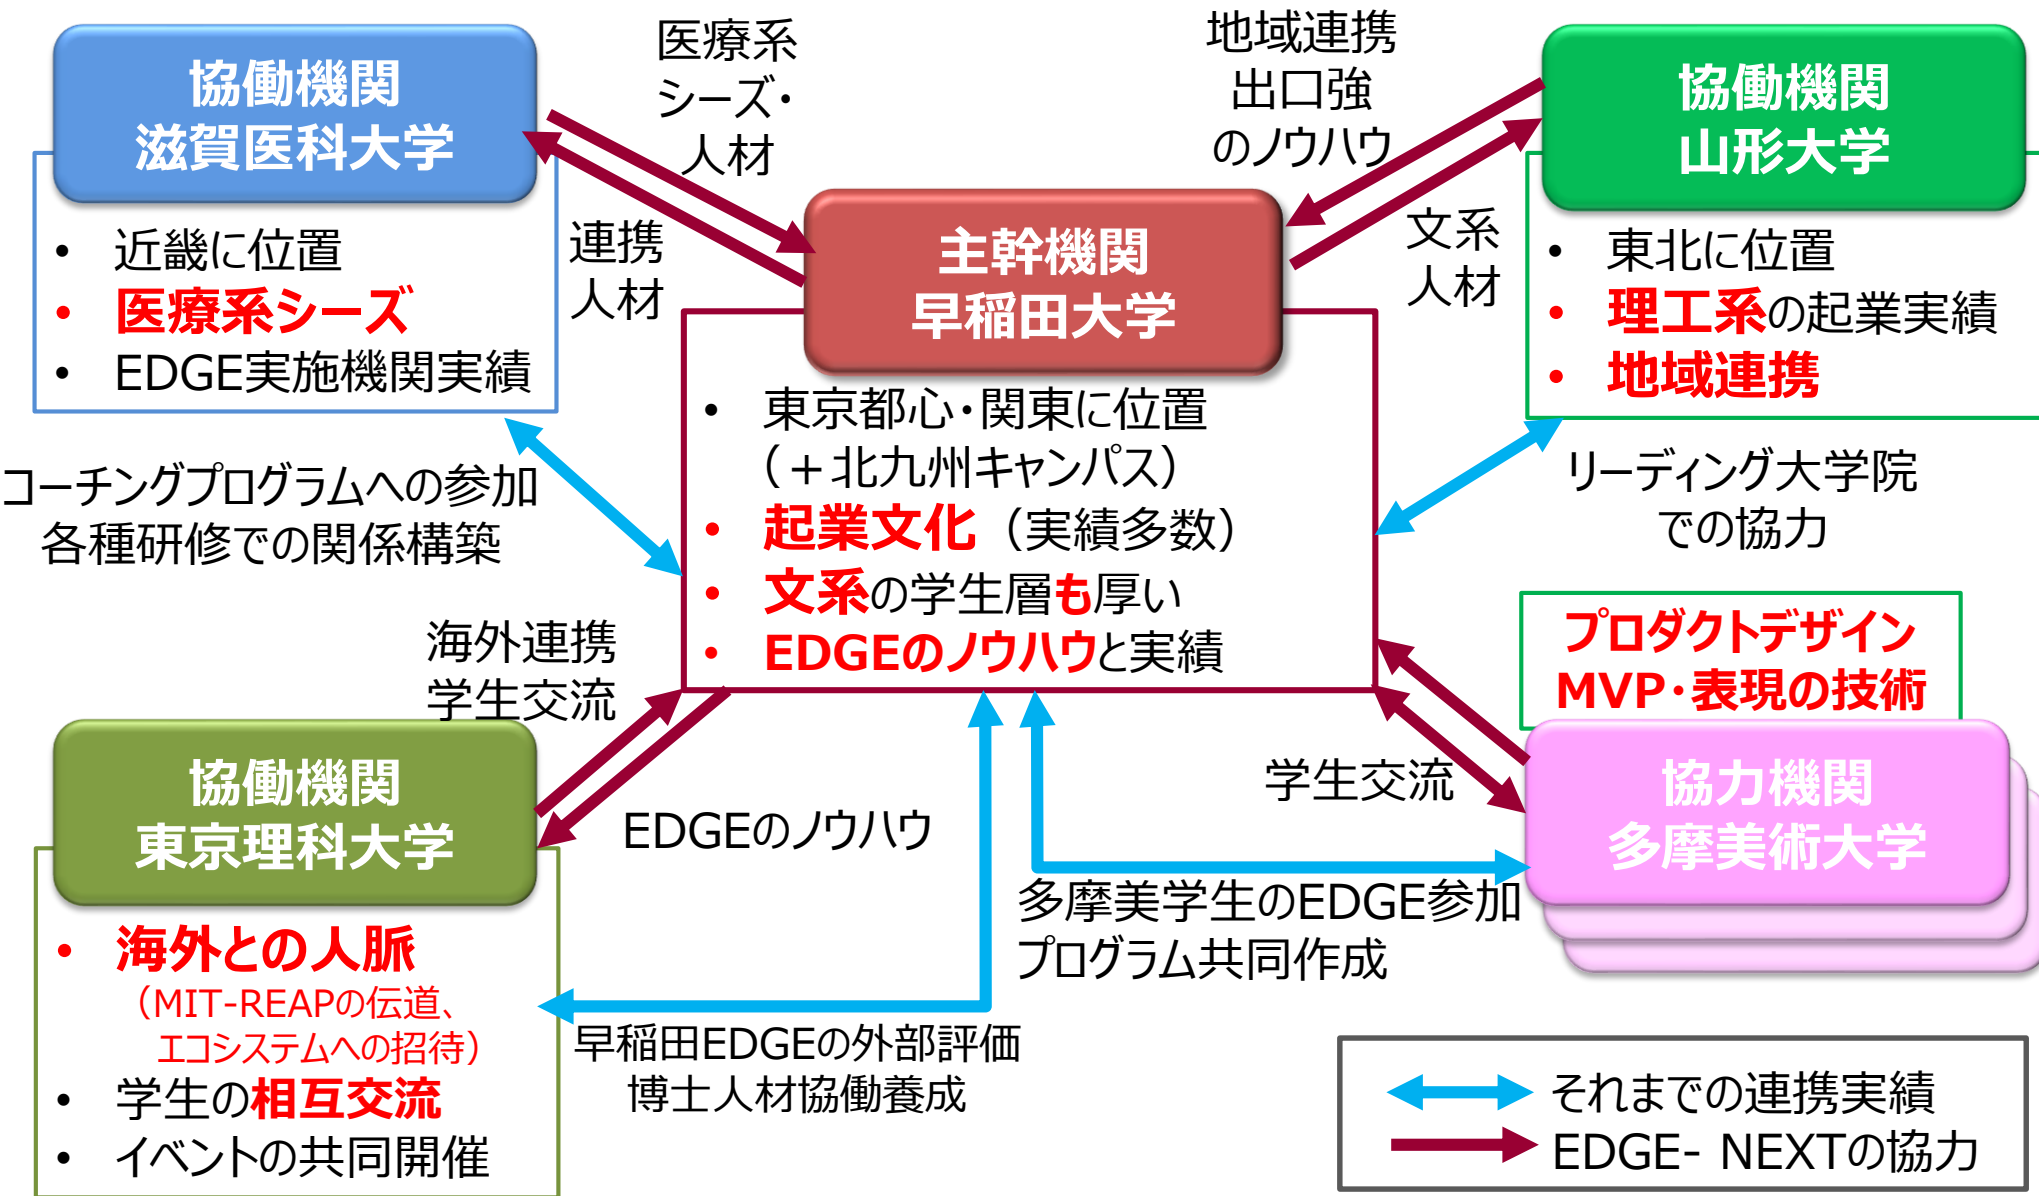 協働機関
滋賀医科大学
• 近畿に位置
• 医療系シーズ
• EDGE実施機関実績
医療系
シーズ・
人材
連携
人材
地域連携
出口強
のノウハウ
文系
人材
協働機関
山形大学
• 東北に位置
• 理工系の起業実績
• 地域連携
主幹機関
早稲田大学
• 東京都心・関東に位置
（+北九州キャンパス）
• 起業文化（実績多数）
• 文系の学生層も厚い
• EDGEのノウハウと実績
コーチングプログラムへの参加
各種研修での関係構築
リーディング大学院
での協力
海外連携
学生交流
EDGEのノウハウ
プロダクトデザイン
MVP・表現の技術
協力機関
多摩美術大学
学生交流
多摩美学生のEDGE参加
プログラム共同作成
協働機関
東京理科大学
• 海外との人脈
（MIT-REAPの伝道、
エコシステムへの招待）
• 学生の相互交流
• イベントの共同開催
早稲田EDGEの外部評価
博士人材協働養成
それまでの連携実績
EDGE- NEXTの協力